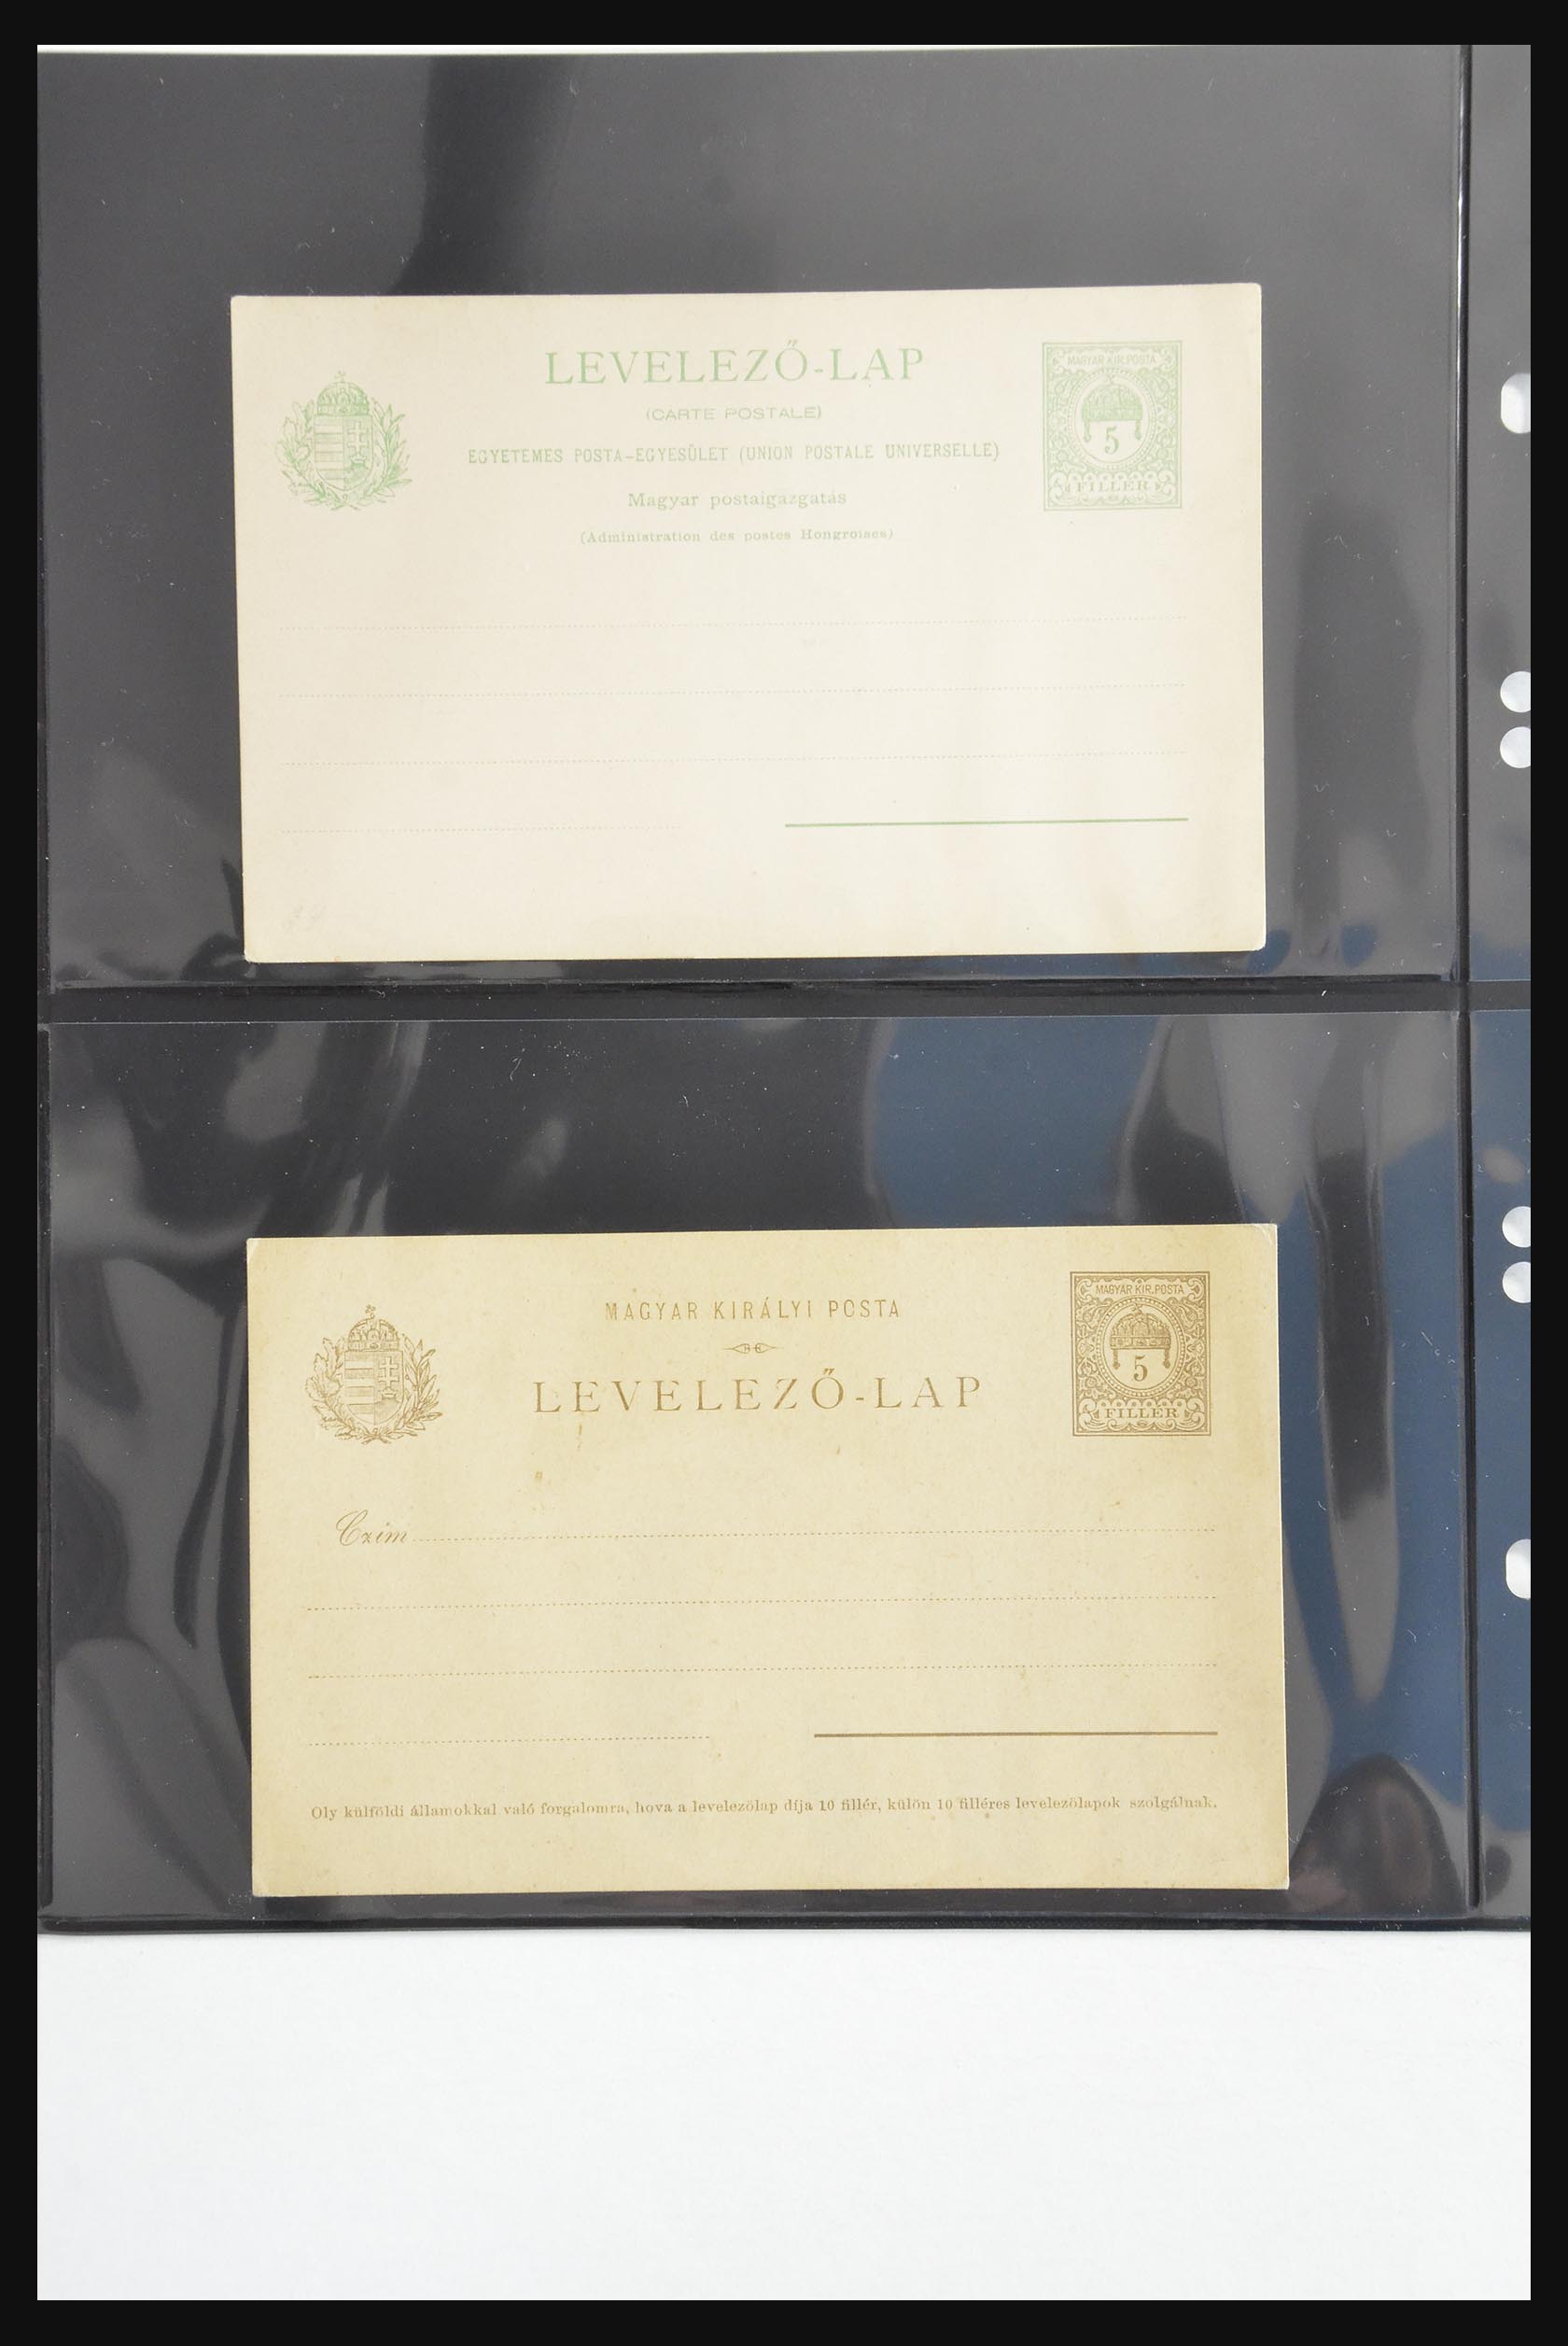 LEVELEZŐ-LAP
MAGYAR KIR. POSTA
(CARTE POSTALE)
5
EGYETEMES POSTA-EGYESÜLET (UNION POSTALE UNIVERSELLE)
FILLÉR
Magyar postaigazgatás
(Administration des postes Hongroises)
MAGYAR KIRÁLYI POSTA
MAGYAR KIR. POSTA
5
LEVELEZŐ-LAP
FILLÉR
Czim
Oly külföldi államokkal való forgalomra, hova a levelezölap díja 10 fillér, külön 10 filléres levelezölapok szolgálnak.